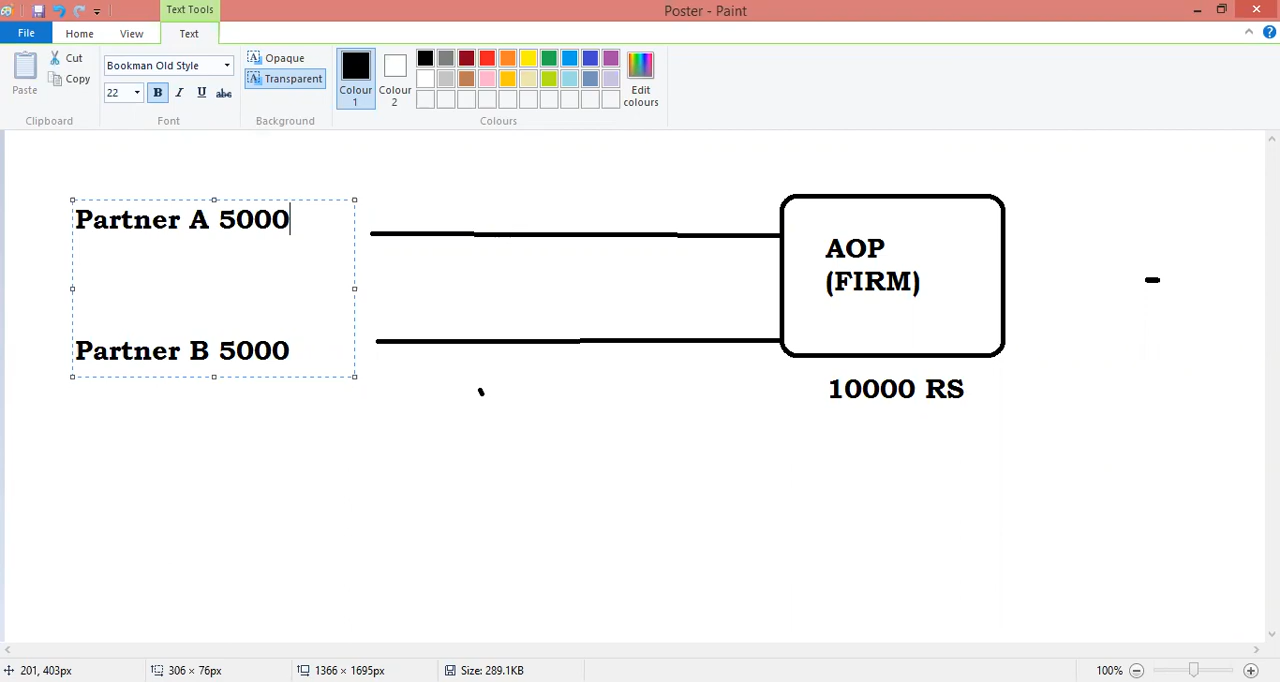 Text Tools
Poster - Paint
File
Home
View
Text
Paste
Cut
Copy
Clipboard
Bookman Old Style
22
B I U abc
Font
Opaque
Transparent
Background
Colour 1
Colour 2
Edit colours
Colours
Partner A 5000
Partner B 5000
AOP
(FIRM)
10000 RS
201, 403px
306 × 76px
1366 × 1695px
Size: 289.1KB
100%